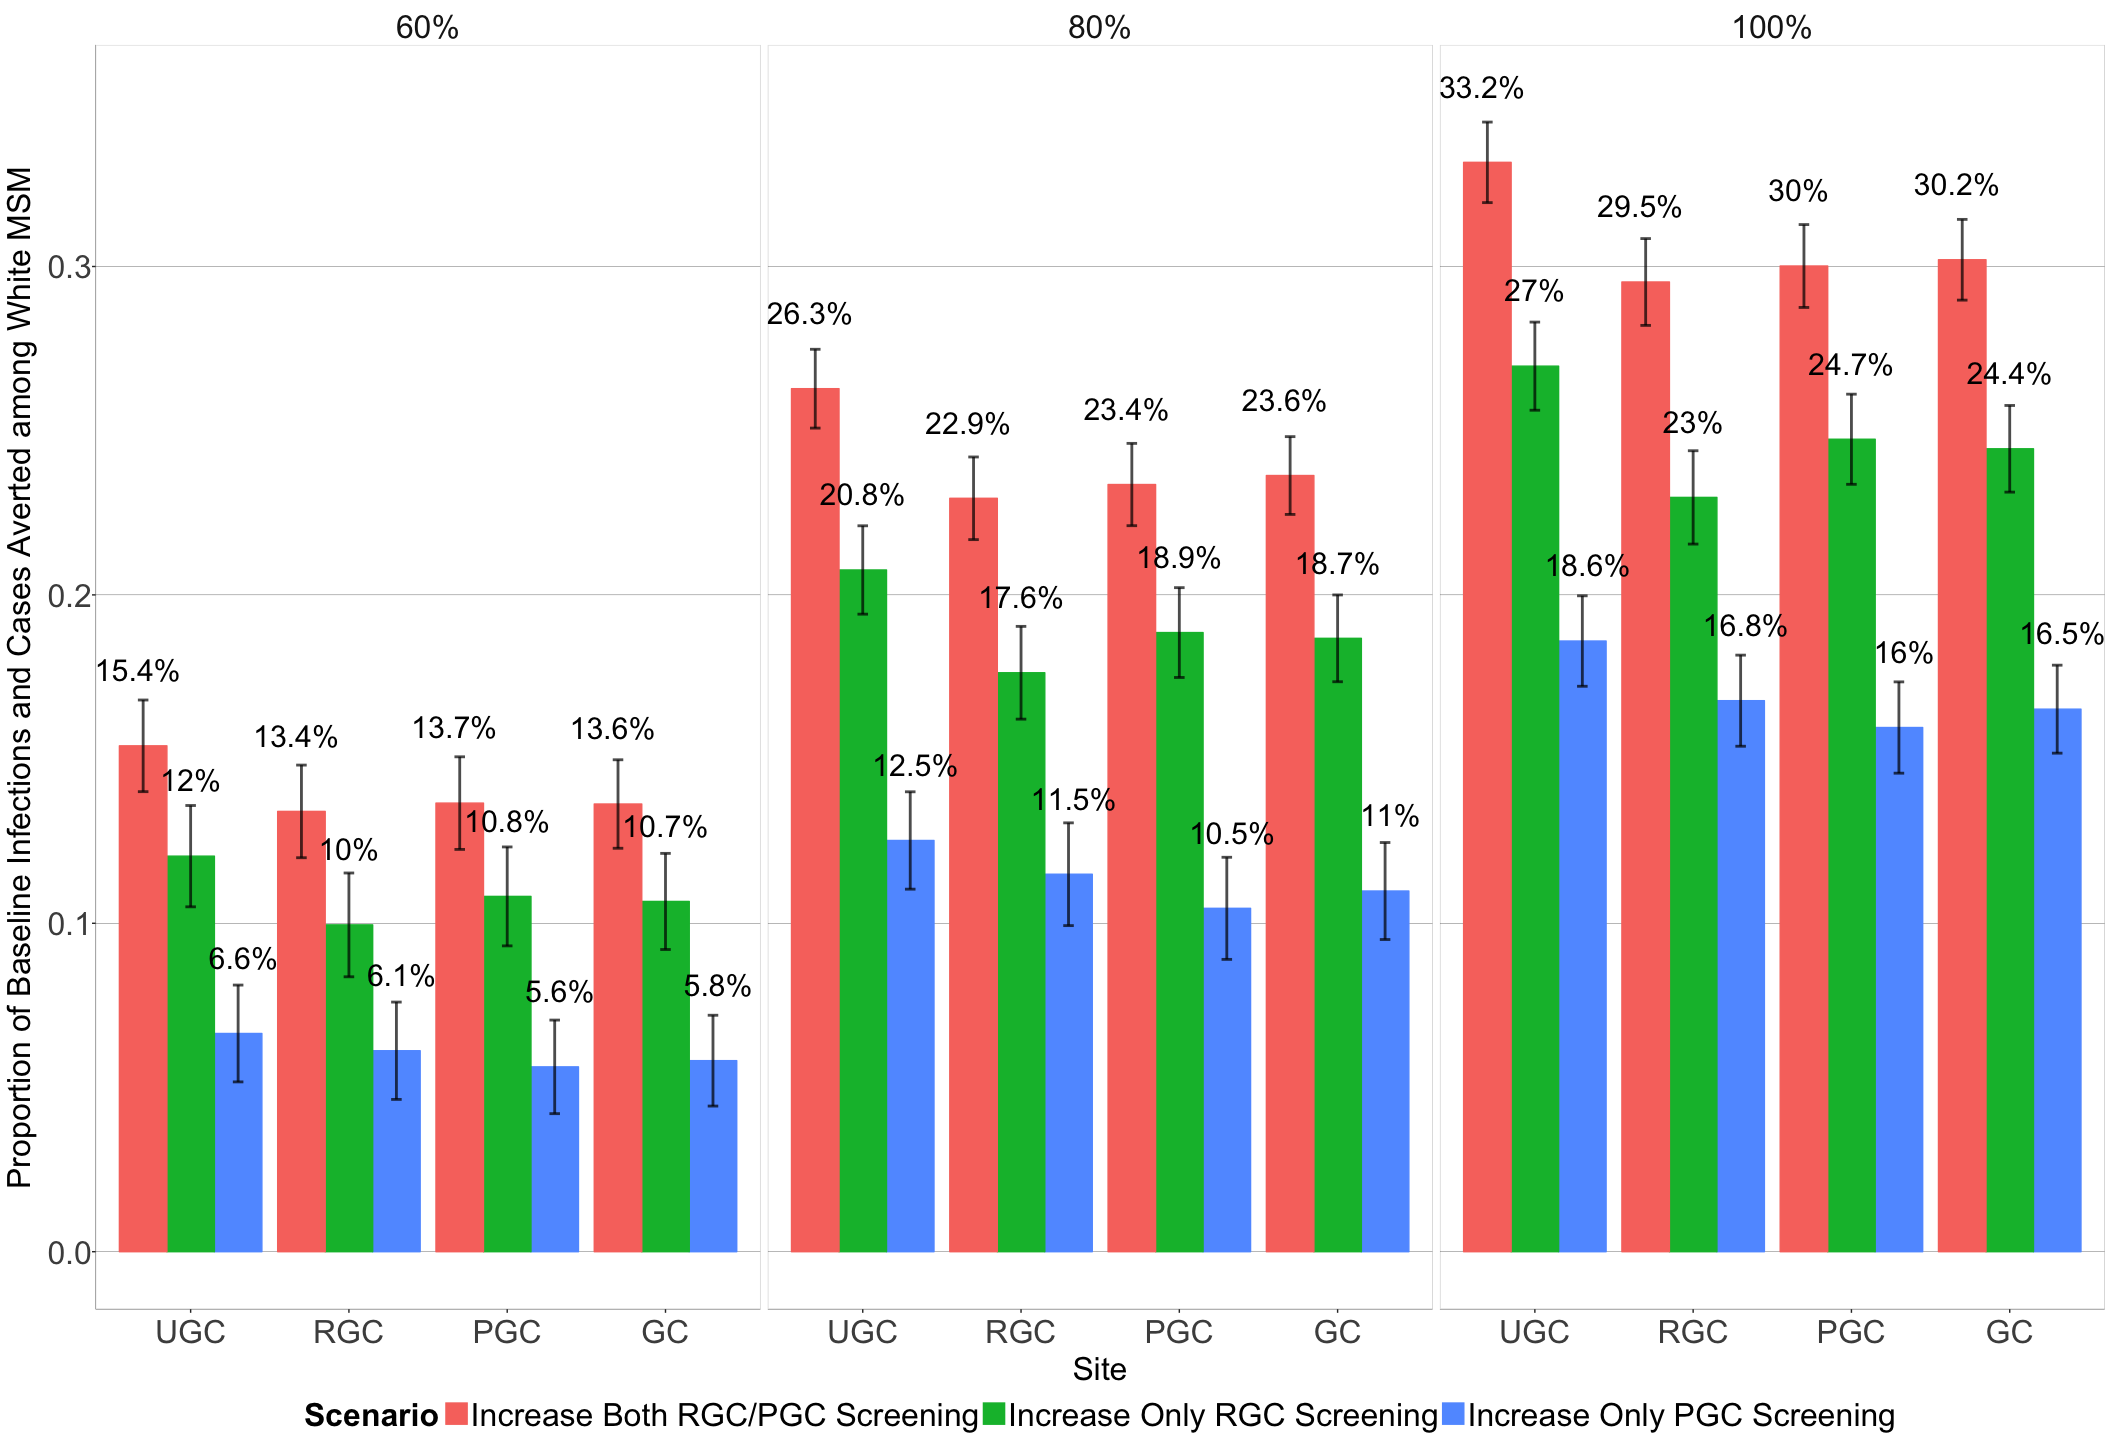 60% 80% 100%
Proportion of Baseline Infections and Cases Averted among White MSM
0.3
0.2
0.1
0.0
15.4% 12% 6.6% 13.4% 10% 6.1% 13.7% 10.8% 5.6% 13.6% 10.7% 5.8%
26.3% 20.8% 12.5% 22.9% 17.6% 11.5% 23.4% 18.9% 10.5% 23.6% 18.7% 11%
33.2% 27% 18.6% 29.5% 23% 16.8% 30% 24.7% 16% 30.2% 24.4% 16.5%
UGC RGC PGC GC UGC RGC PGC GC UGC RGC PGC GC
Site
Scenario Increase Both RGC/PGC Screening Increase Only RGC Screening Increase Only PGC Screening